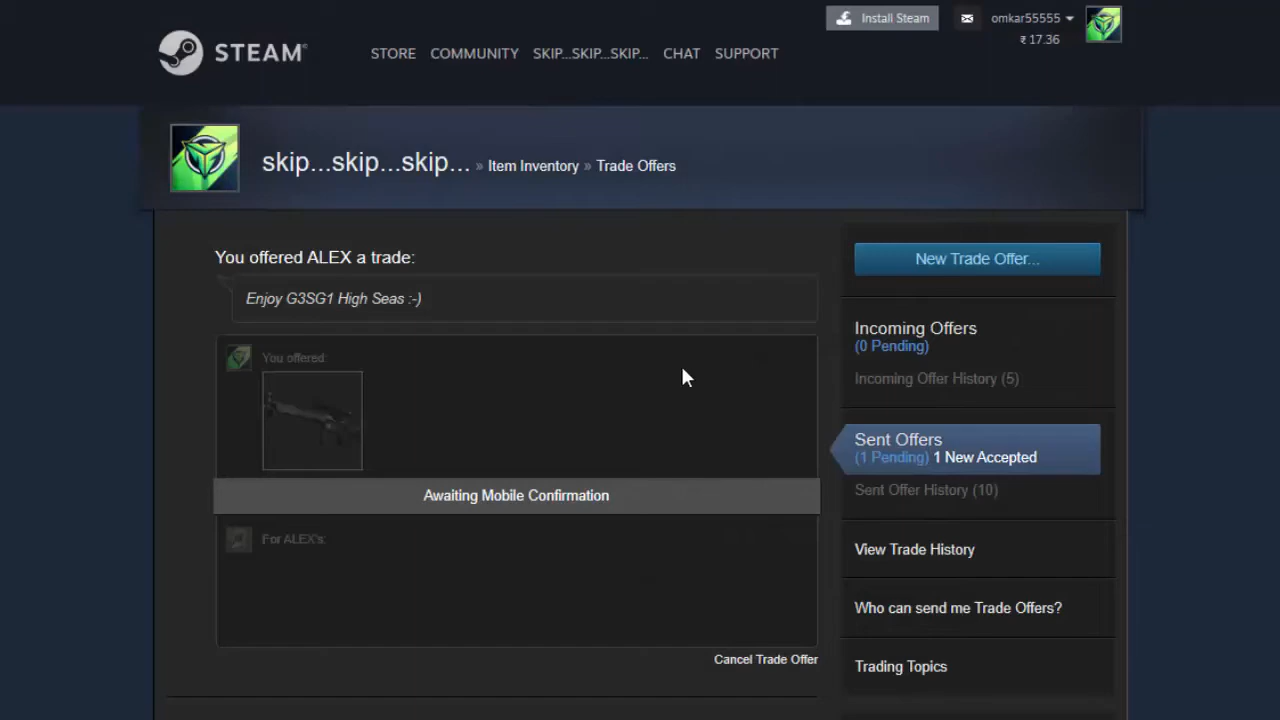 Install Steam
omkar55555
₹ 17.36
STEAM®
STORE COMMUNITY SKIP...SKIP...SKIP... CHAT SUPPORT
skip...skip...skip... » Item Inventory » Trade Offers
You offered ALEX a trade:
Enjoy G3SG1 High Seas :-)
You offered:
Awaiting Mobile Confirmation
For ALEX's:
Cancel Trade Offer
New Trade Offer...
Incoming Offers
(0 Pending)
Incoming Offer History (5)
Sent Offers
(1 Pending) 1 New Accepted
Sent Offer History (10)
View Trade History
Who can send me Trade Offers?
Trading Topics